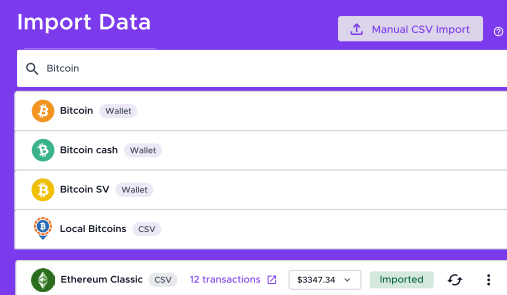 Import Data
Manual CSV Import
Bitcoin
Bitcoin Wallet
Bitcoin cash Wallet
Bitcoin SV Wallet
Local Bitcoins CSV
Ethereum Classic CSV 12 transactions $3347.34 Imported